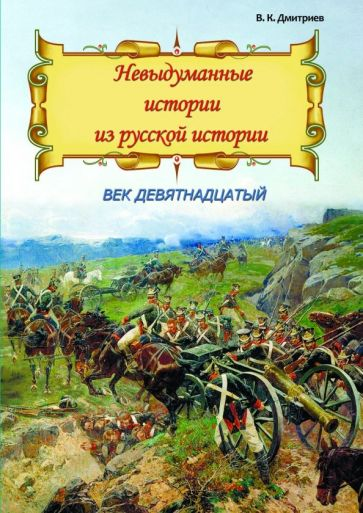 В. К. Дмитриев
Невыдуманные
истории
из русской истории
ВЕК ДЕВЯТНАДЦАТЫЙ